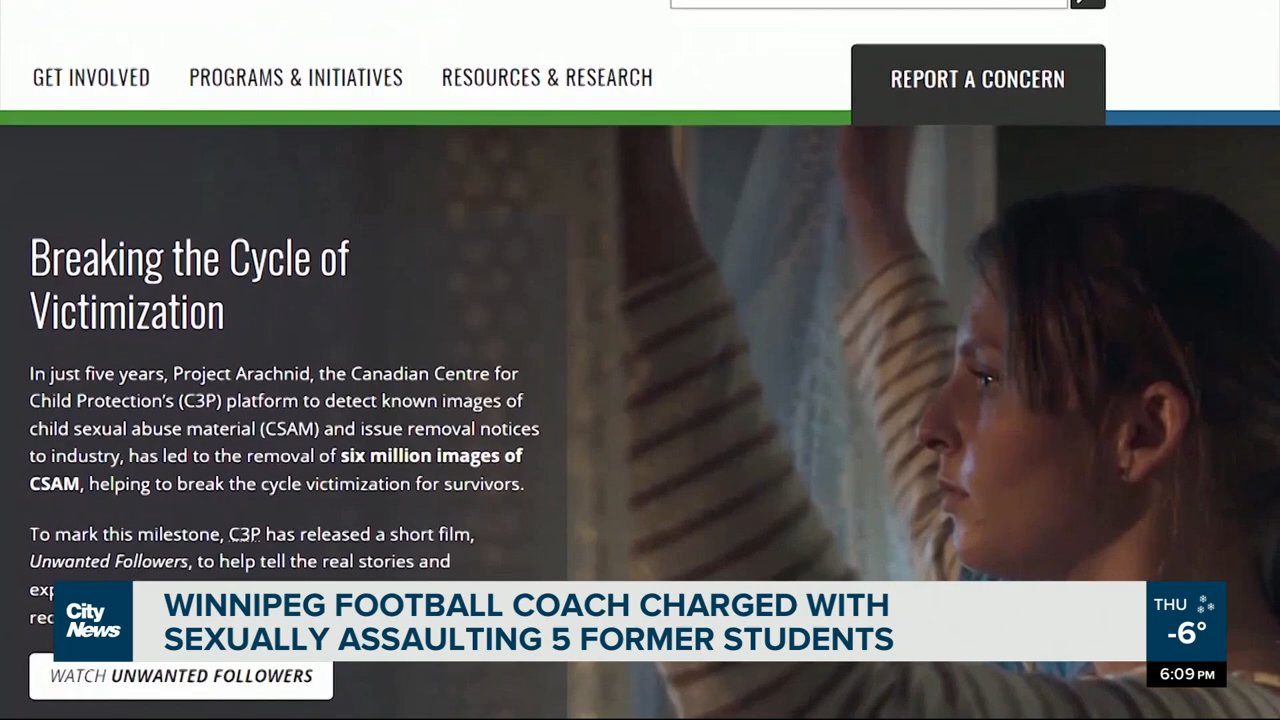 GET INVOLVED
PROGRAMS & INITIATIVES
RESOURCES & RESEARCH
REPORT A CONCERN
Breaking the Cycle of
Victimization
In just five years, Project Arachnid, the Canadian Centre for
Child Protection's (C3P) platform to detect known images of
child sexual abuse material (CSAM) and issue removal notices
to industry, has led to the removal of six million images of
CSAM, helping to break the cycle victimization for survivors.
To mark this milestone, C3P has released a short film,
Unwanted Followers, to help tell the real stories and
WATCH UNWANTED FOLLOWERS
City
News
WINNIPEG FOOTBALL COACH CHARGED WITH
SEXUALLY ASSAULTING 5 FORMER STUDENTS
THU
-6°
6:09 PM